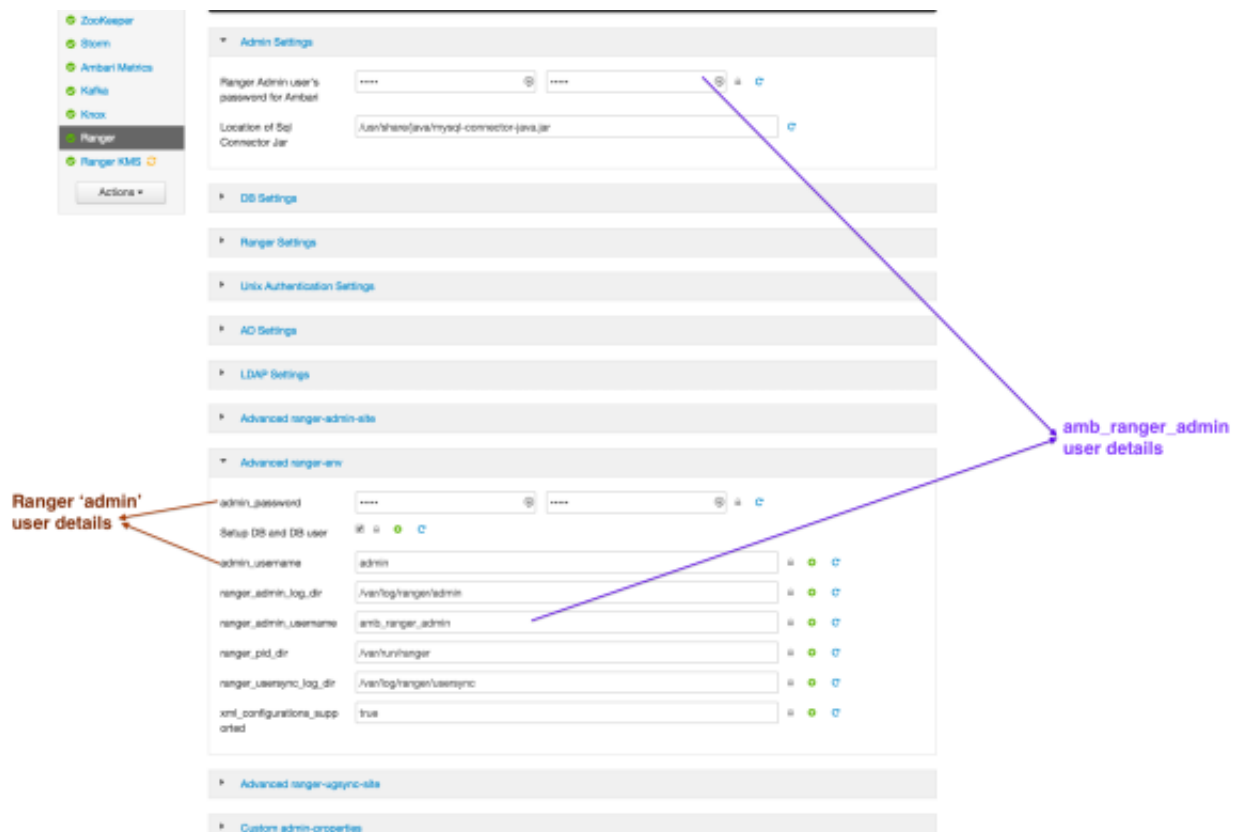 ZooKeeper
Storm
Ambari Metrics
Kafka
Knox
Ranger
Ranger KMS
Actions
Admin Settings
Ranger Admin user's
password for Ambari
•••••
•••••
Location of Sql
Connector Jar
/usr/share/java/mysql-connector-java.jar
DB Settings
Ranger Settings
Unix Authentication Settings
AD Settings
LDAP Settings
Advanced ranger-admin-site
Advanced ranger-env
admin_password
•••••
•••••
Setup DB and DB user
admin_username
admin
ranger_admin_log_dir
/var/log/ranger/admin
ranger_admin_username
amb_ranger_admin
ranger_pid_dir
/var/run/ranger
ranger_usersync_log_dir
/var/log/ranger/usersync
xml_configurations_supp
orted
true
Advanced ranger-ugsync-site
Custom admin-properties
Ranger ‘admin’
user details
amb_ranger_admin
user details